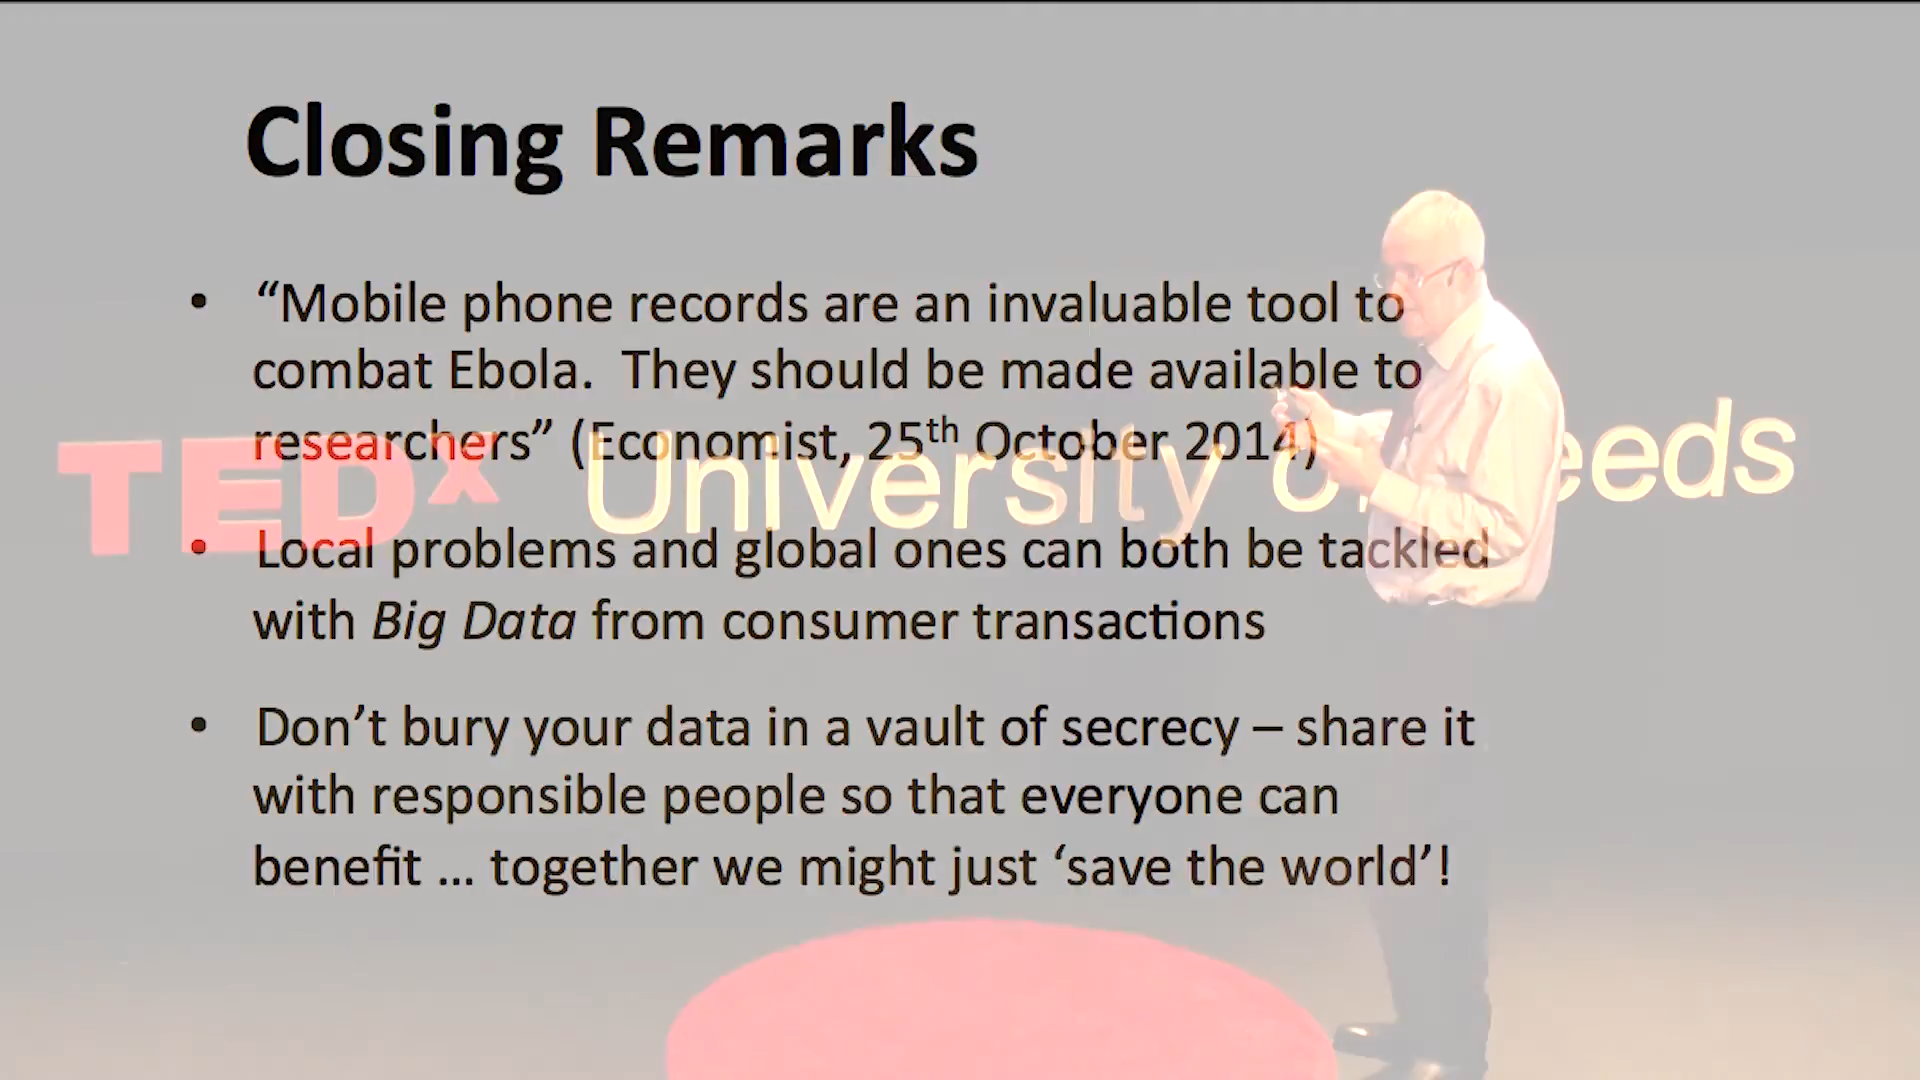 Closing Remarks
• “Mobile phone records are an invaluable tool to
combat Ebola. They should be made available to
researchers” (Economist, 25th October 2014)
TEDx University of eeds
• Local problems and global ones can both be tackled
with Big Data from consumer transactions
• Don’t bury your data in a vault of secrecy – share it
with responsible people so that everyone can
benefit … together we might just ‘save the world’!